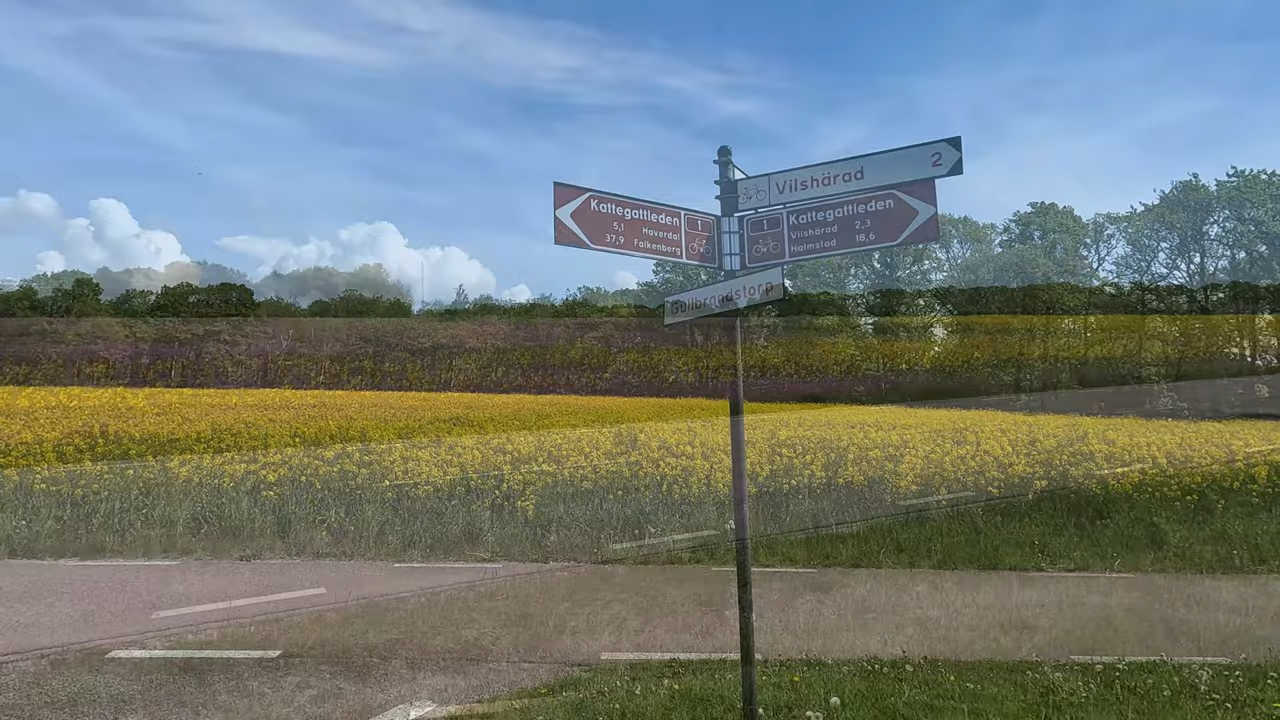 Vilshärad 2
Kattegattleden 1
5,1 Haverdal
37,9 Falkenberg
1 Kattegattleden
Vilshärad 2,3
Halmstad 18,6
Gullbrandstorp